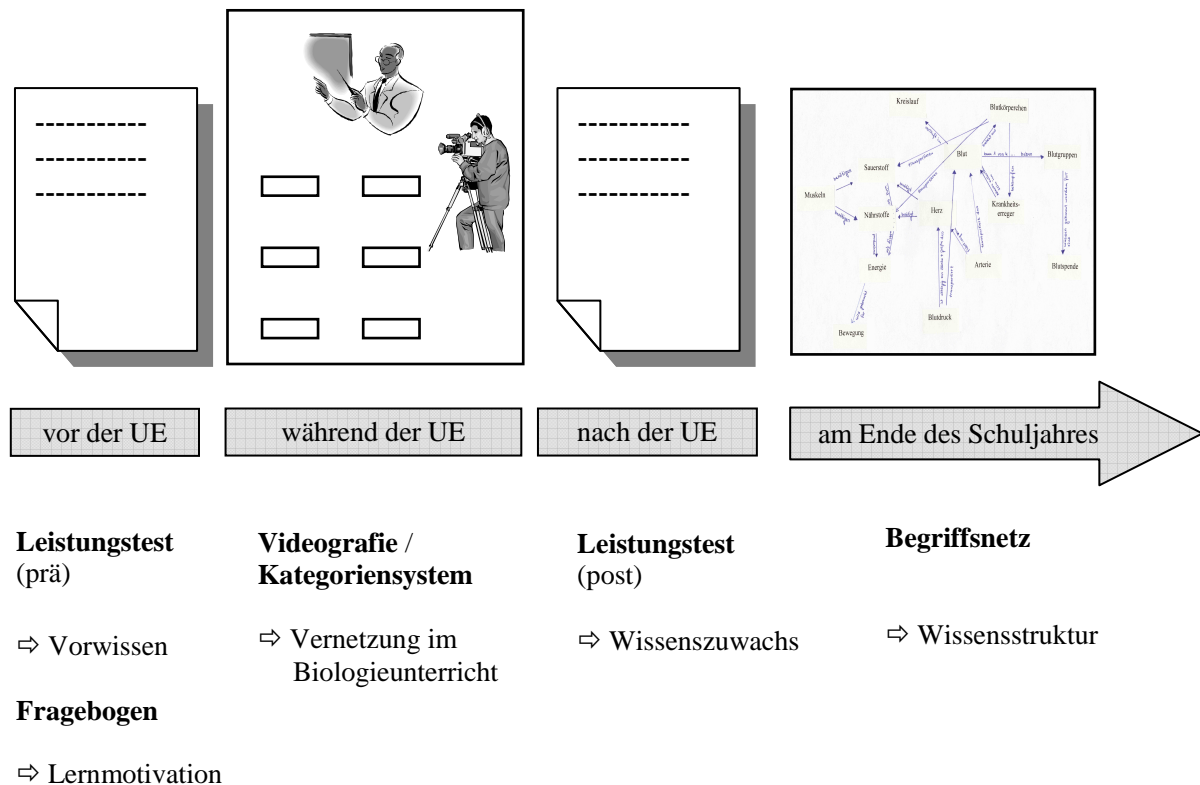 Kreislauf
Blutkörperchen
Sauerstoff
Blut
Blutgruppen
Muskeln
Nährstoffe
Herz
Krankheits-
erreger
Energie
Arterie
Blutspende
Blutdruck
Bewegung
vor der UE
während der UE
nach der UE
am Ende des Schuljahres
Leistungstest
(prä)
⇨ Vorwissen
Fragebogen
⇨ Lernmotivation
Videografie /
Kategoriensystem
⇨ Vernetzung im
Biologieunterricht
Leistungstest
(post)
⇨ Wissenszuwachs
Begriffsnetz
⇨ Wissensstruktur